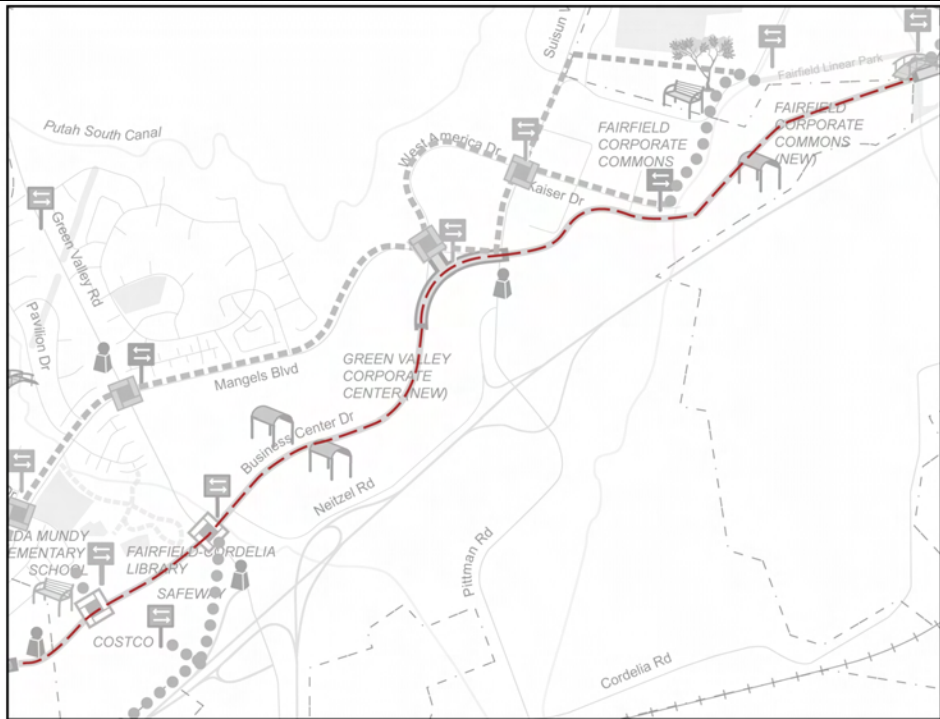 Suisun V
Fairfield Linear Park
Putah South Canal
West America Dr
FAIRFIELD
CORPORATE
COMMONS
FAIRFIELD
CORPORATE
COMMONS
(NEW)
Kaiser Dr
Green Valley Rd
Pavilion Dr
Mangels Blvd
GREEN VALLEY
CORPORATE
CENTER (NEW)
Business Center Dr
Neitzel Rd
Dr
IDA MUNDY
EMENTARY
SCHOOL
FAIRFIELD-CORDELIA
LIBRARY
SAFEWAY
COSTCO
Pittman Rd
Cordelia Rd